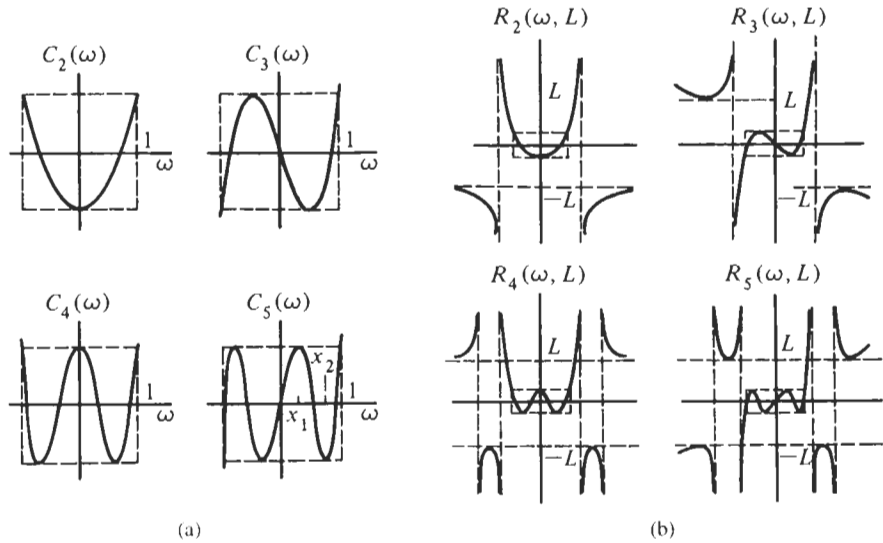 C₂(ω)
1
ω
C₃(ω)
1
ω
R₂(ω, L)
L
−L
R₃(ω, L)
L
−L
C₄(ω)
1
ω
C₅(ω)
x₂
x₁
1
ω
R₄(ω, L)
L
−L
R₅(ω, L)
L
−L
(a)
(b)